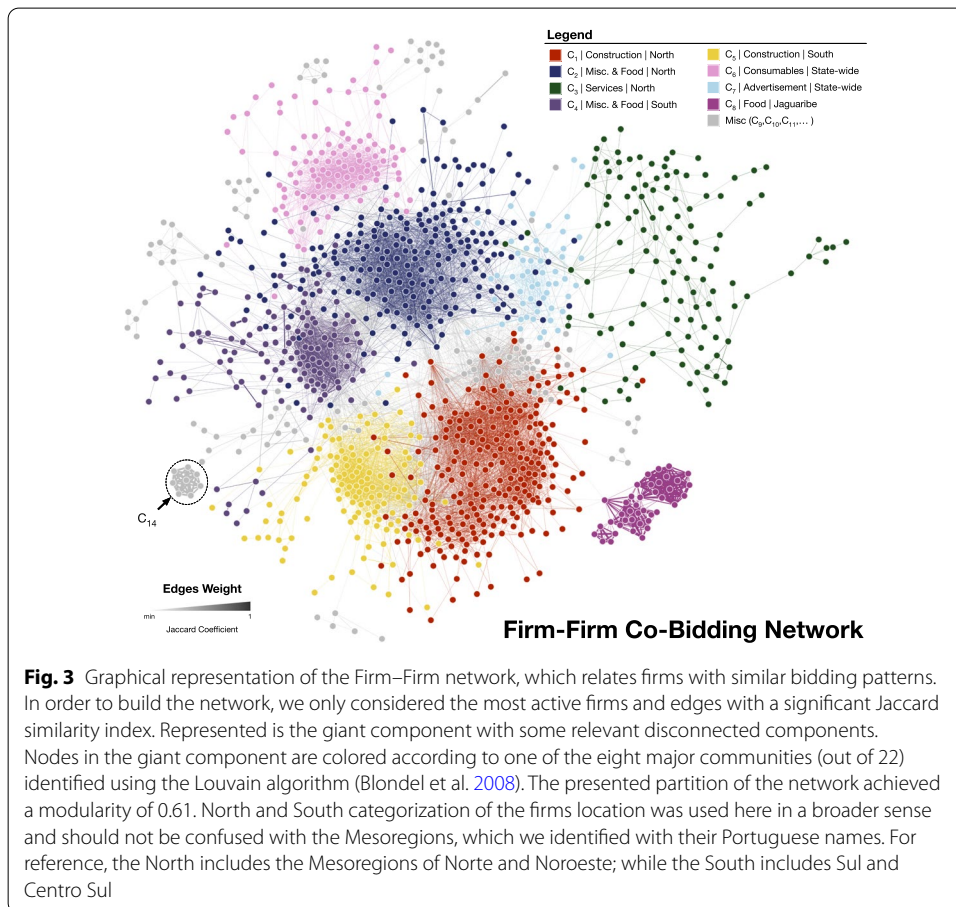 Legend
C1 | Construction | North
C2 | Misc. & Food | North
C3 | Services | North
C4 | Misc. & Food | South
C5 | Construction | South
C6 | Consumables | State-wide
C7 | Advertisement | State-wide
C8 | Food | Jaguaribe
Misc (C9,C10,C11,… )
C14
Edges Weight
min 1
Jaccard Coefficient
Firm-Firm Co-Bidding Network
Fig. 3 Graphical representation of the Firm–Firm network, which relates firms with similar bidding patterns.
In order to build the network, we only considered the most active firms and edges with a significant Jaccard
similarity index. Represented is the giant component with some relevant disconnected components.
Nodes in the giant component are colored according to one of the eight major communities (out of 22)
identified using the Louvain algorithm (Blondel et al. 2008). The presented partition of the network achieved
a modularity of 0.61. North and South categorization of the firms location was used here in a broader sense
and should not be confused with the Mesoregions, which we identified with their Portuguese names. For
reference, the North includes the Mesoregions of Norte and Noroeste; while the South includes Sul and
Centro Sul